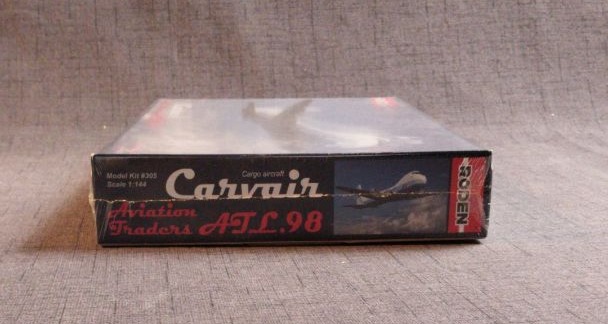 Model Kit #305
Scale 1:144
Cargo aircraft
Carvair
Aviation
Traders ATL.98
RODEN